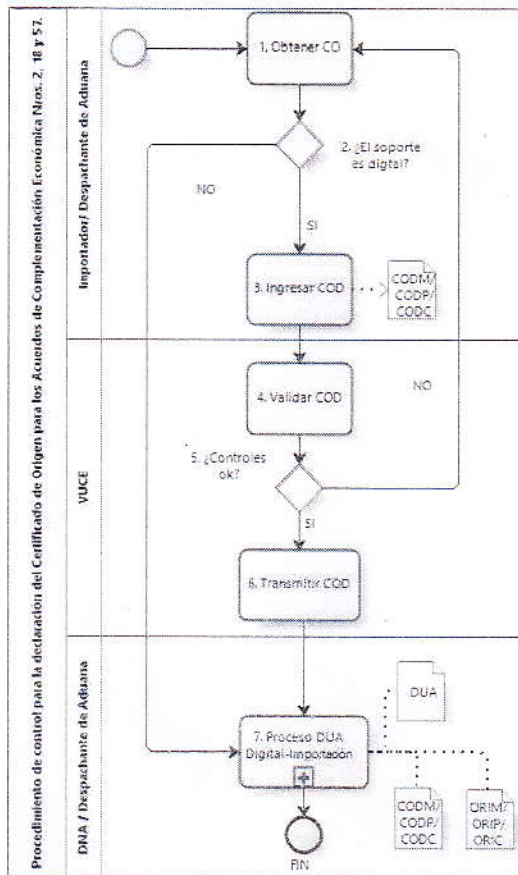 Procedimiento de control para la declaración del Certificado de Origen para los Acuerdos de Complementación Económica Nros. 2, 18 y 57.
Importador/ Despachante de Aduana
1. Obtener CO
2. ¿El soporte
es digtal?
NO
SI
3. Ingresar COD
CODM/
CODP/
CODC
VUCE
4. Validar COD
NO
5. ¿Controles
ok?
SI
6. Transmitir COD
DNA / Despachante de Aduana
DUA
7. Proceso DUA
Digital-Importación
CODM/
CODP/
CODC
ORIM/
ORIP/
ORIC
FIN